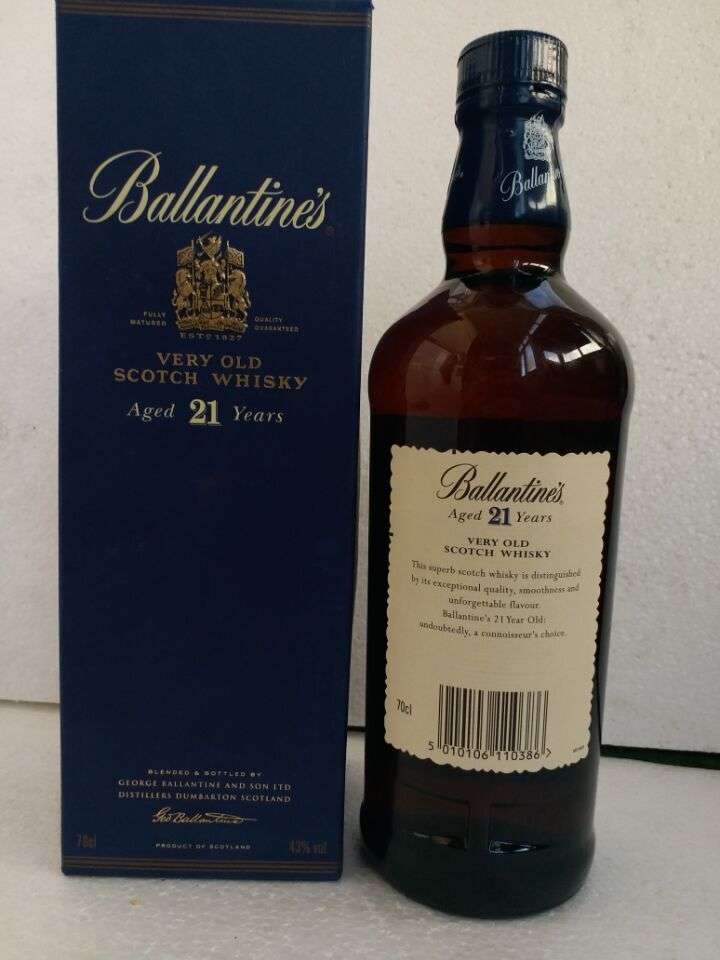 Ballantine's
FULLY MATURED
QUALITY GUARANTEED
ESTD 1827
VERY OLD
SCOTCH WHISKY
Aged 21 Years
BLENDED & BOTTLED BY
GEORGE BALLANTINE AND SON LTD
DISTILLERS DUMBARTON SCOTLAND
Geo Ballantine
70cl
PRODUCT OF SCOTLAND
43% vol
Ballantine's
Aged 21 Years
VERY OLD
SCOTCH WHISKY
This superb scotch whisky is distinguished
by its exceptional quality, smoothness and
unforgettable flavour.
Ballantine's 21 Year Old:
undoubtedly, a connoisseur's choice.
70cl
5 010106 110386 >